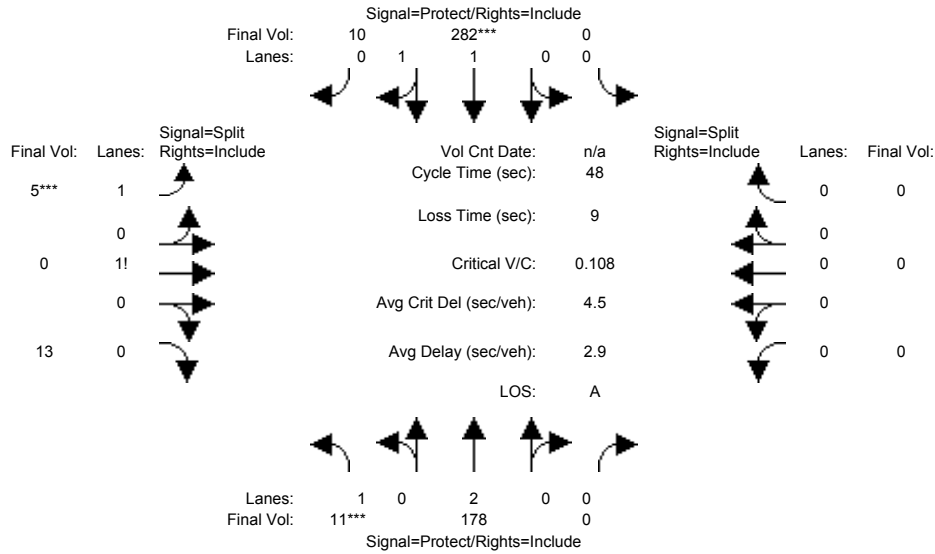 Signal=Protect/Rights=Include
Final Vol: 10 282*** 0
Lanes: 0 1 1 0 0
Signal=Split
Rights=Include
Final Vol: Lanes:
Vol Cnt Date: n/a
Signal=Split
Rights=Include
Lanes: Final Vol:
Cycle Time (sec): 48
5*** 1
0 0
Loss Time (sec): 9
0
0
0 1!
Critical V/C: 0.108
0 0
0
Avg Crit Del (sec/veh): 4.5
0
13 0
Avg Delay (sec/veh): 2.9
0 0
LOS: A
Lanes: 1 0 2 0 0
Final Vol: 11*** 178 0
Signal=Protect/Rights=Include